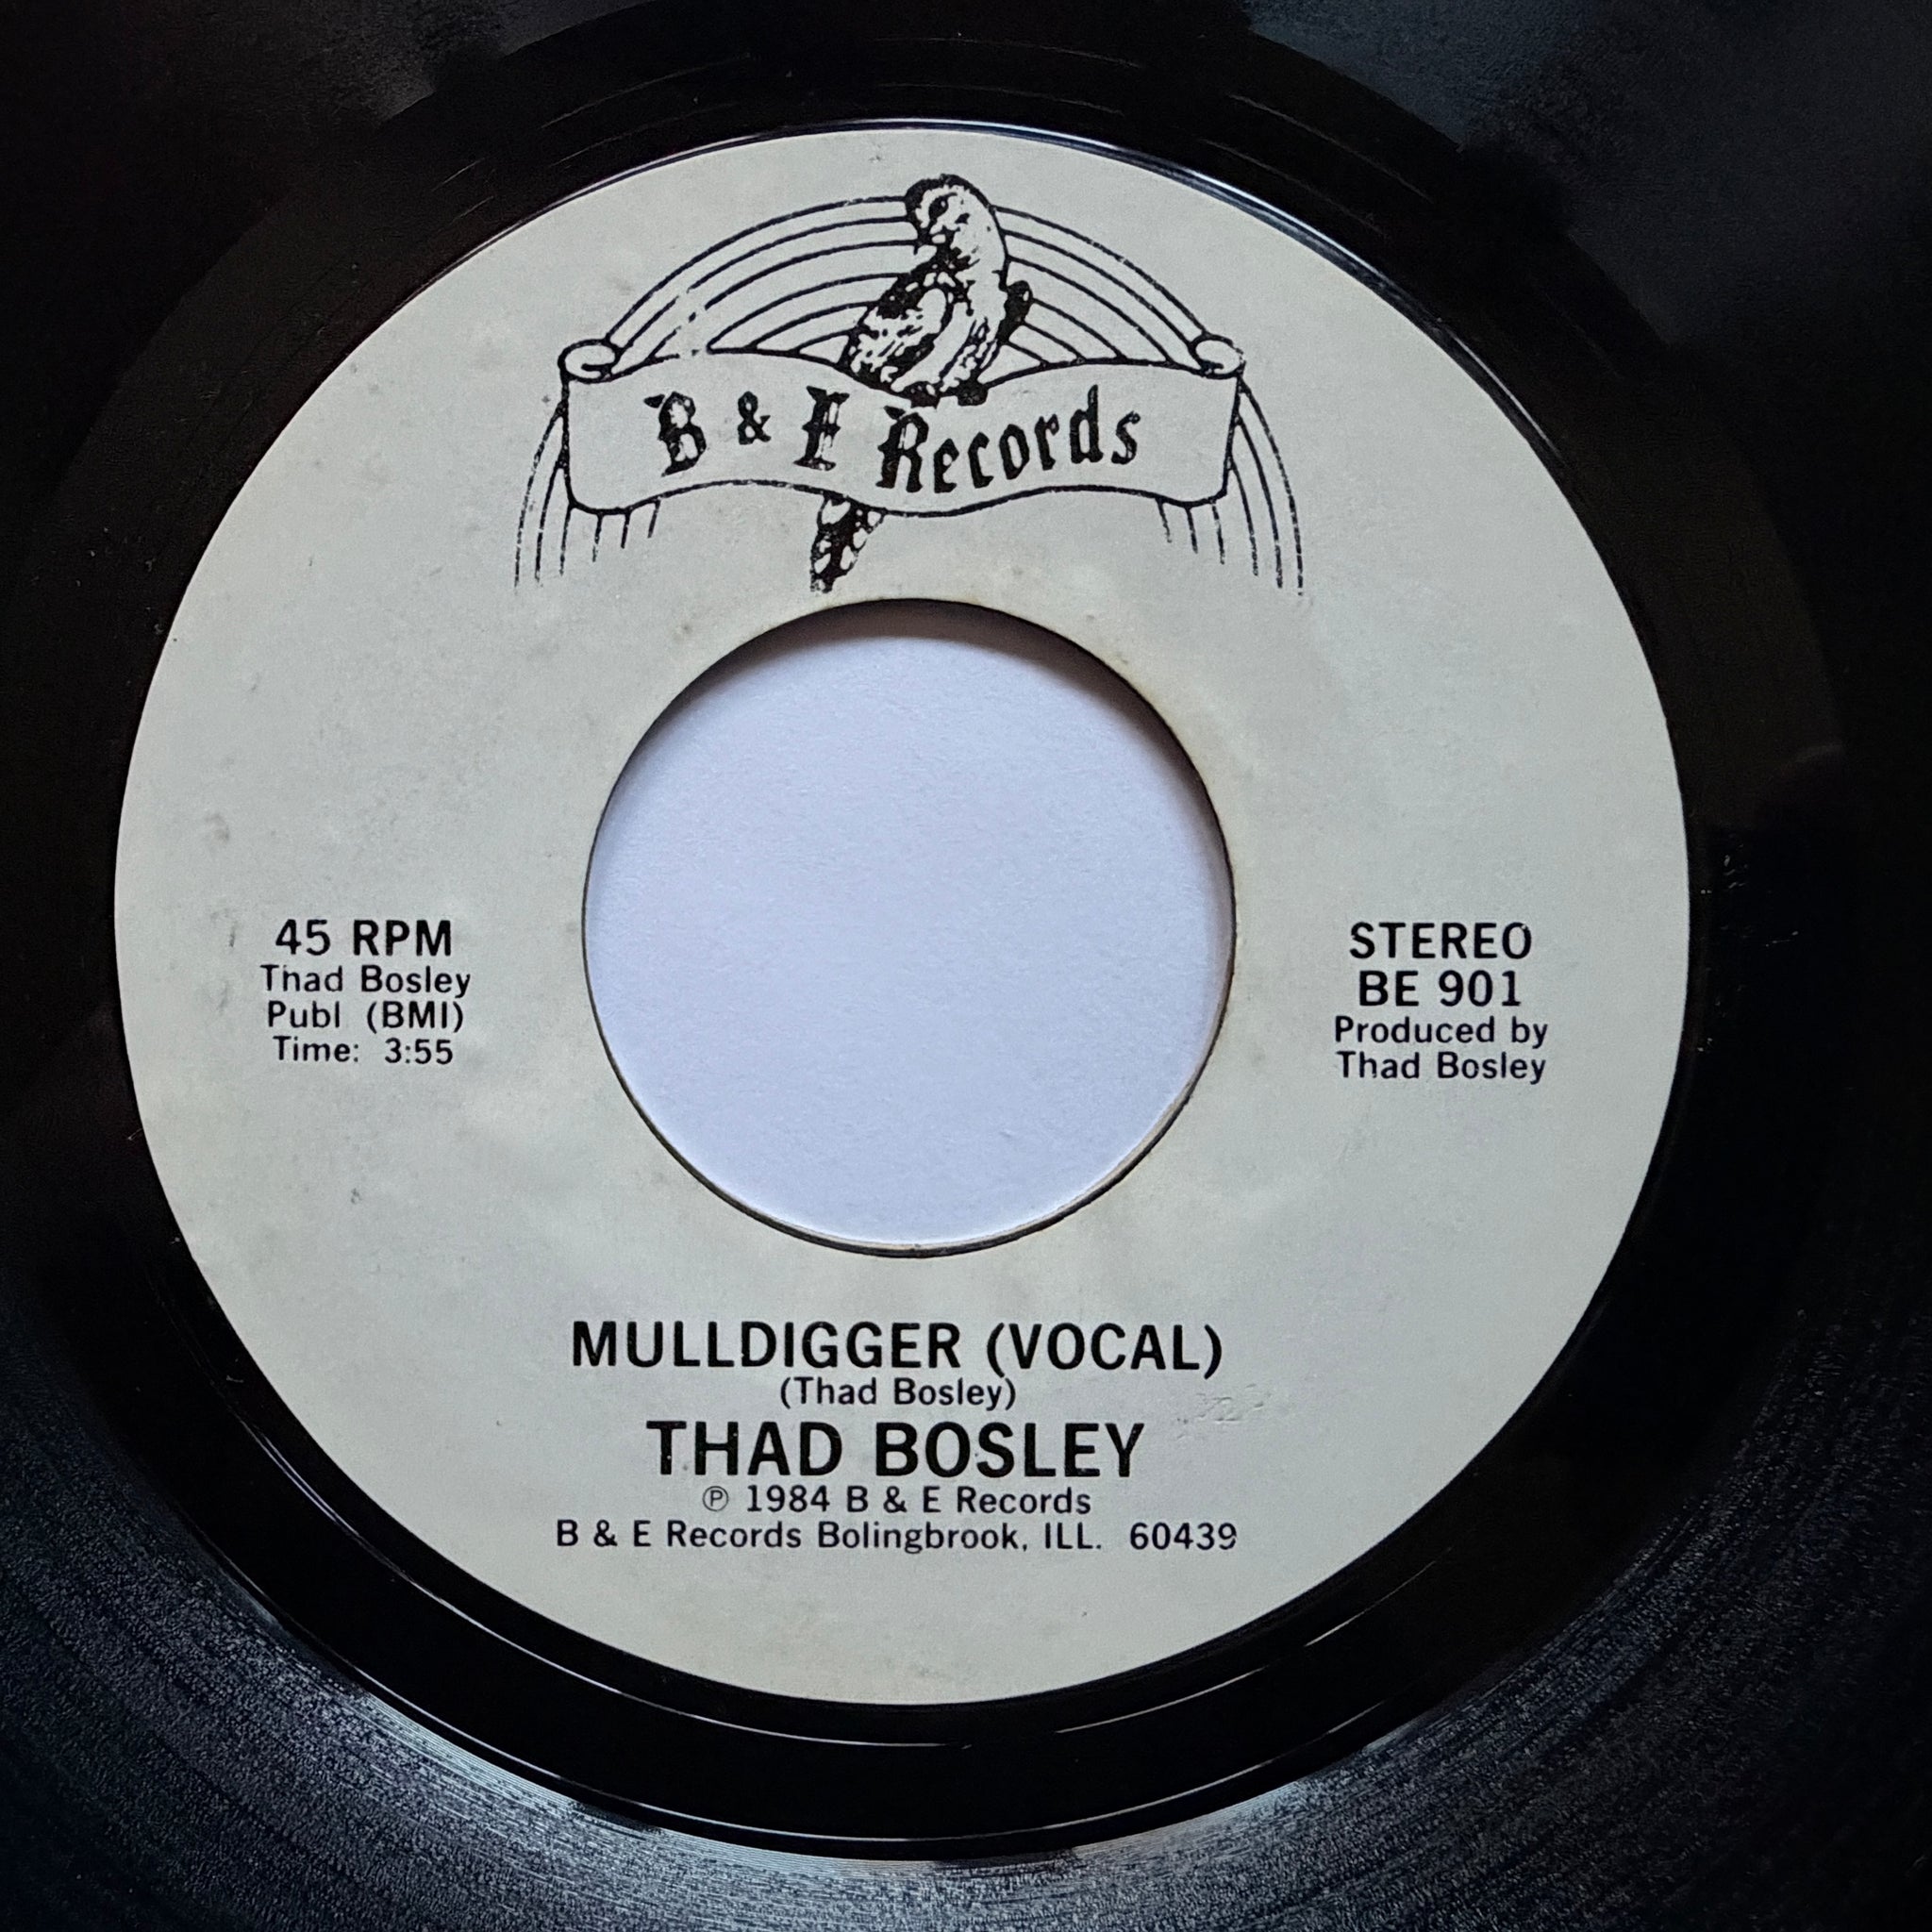 B & E Records
45 RPM
Thad Bosley
Publ (BMI)
Time: 3:55
STEREO
BE 901
Produced by
Thad Bosley
MULLDIGGER (VOCAL)
(Thad Bosley)
THAD BOSLEY
℗ 1984 B & E Records
B & E Records Bolingbrook, ILL. 60439